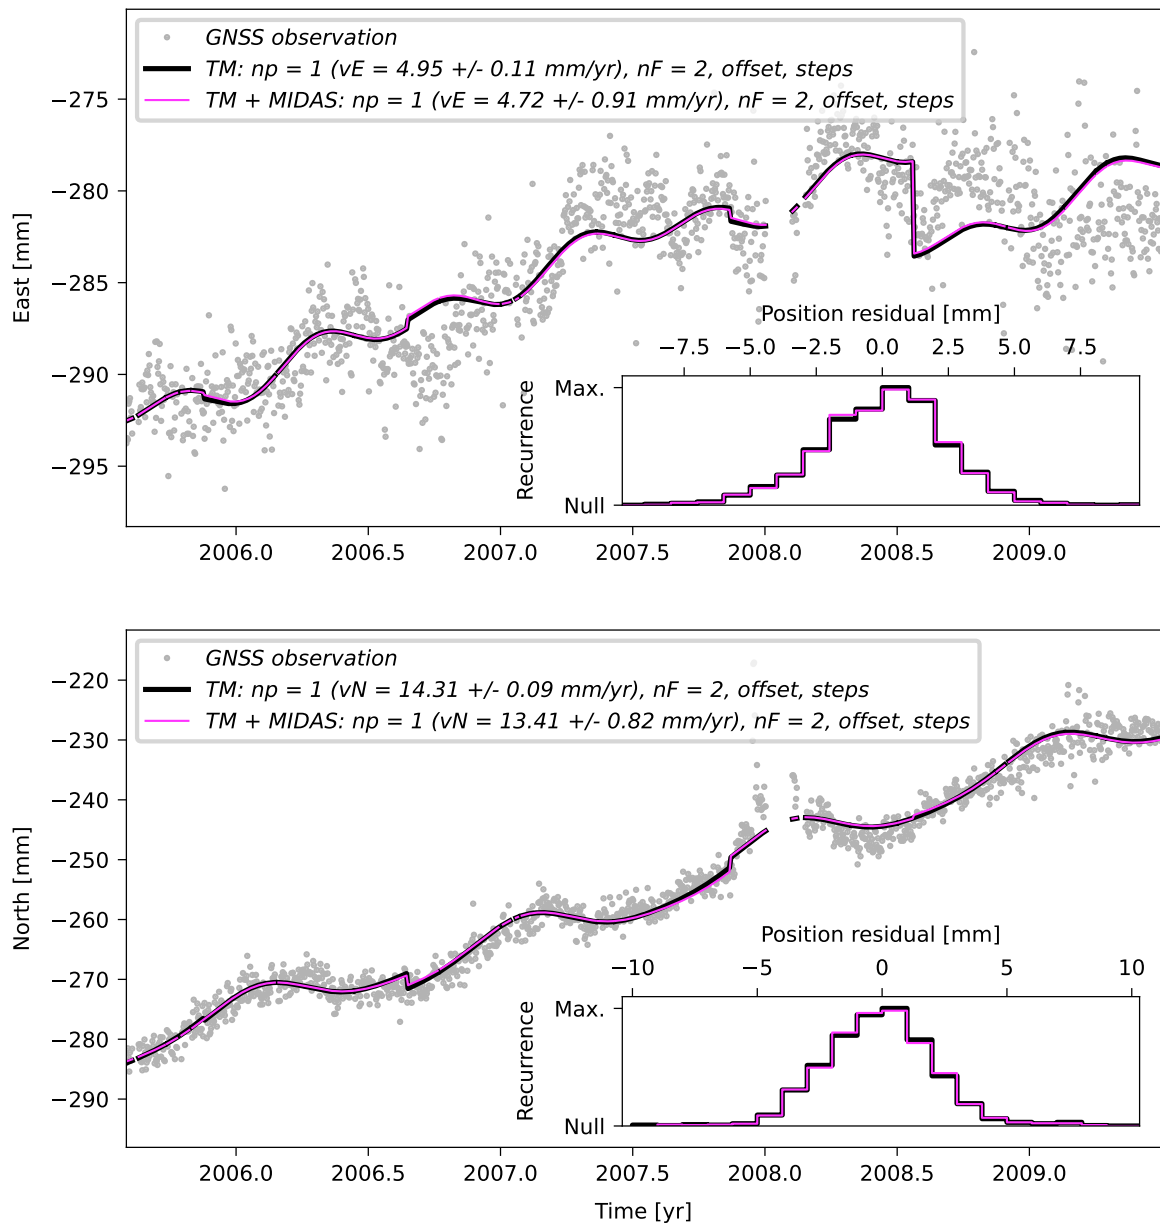 GNSS observation
TM: np = 1 (vE = 4.95 +/- 0.11 mm/yr), nF = 2, offset, steps
TM + MIDAS: np = 1 (vE = 4.72 +/- 0.91 mm/yr), nF = 2, offset, steps
−275
−280
−285
−290
−295
East [mm]
Position residual [mm]
−7.5 −5.0 −2.5 0.0 2.5 5.0 7.5
Max.
Recurrence
Null
2006.0 2006.5 2007.0 2007.5 2008.0 2008.5 2009.0
GNSS observation
TM: np = 1 (vN = 14.31 +/- 0.09 mm/yr), nF = 2, offset, steps
TM + MIDAS: np = 1 (vN = 13.41 +/- 0.82 mm/yr), nF = 2, offset, steps
−220
−230
−240
−250
−260
−270
−280
−290
North [mm]
Position residual [mm]
−10 −5 0 5 10
Max.
Recurrence
Null
2006.0 2006.5 2007.0 2007.5 2008.0 2008.5 2009.0
Time [yr]